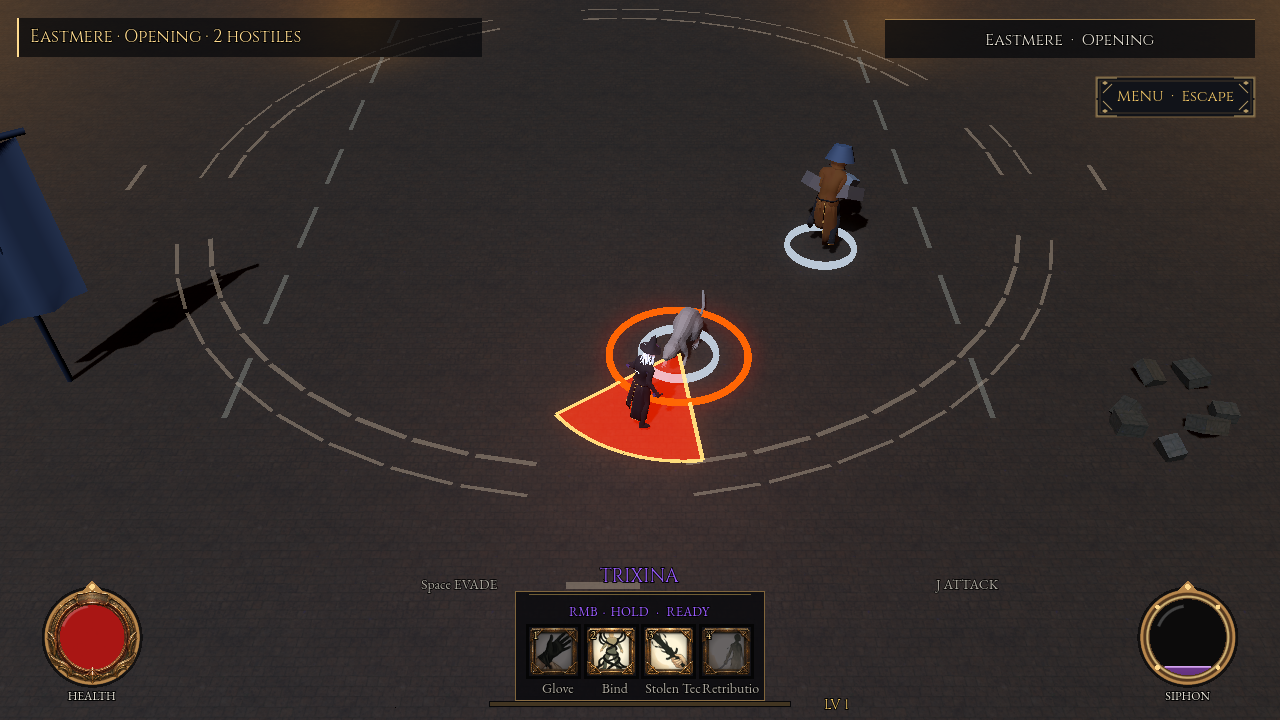 Eastmere · Opening · 2 hostiles
Eastmere · Opening
MENU · Escape
Space EVADE
TRIXINA
J ATTACK
RMB · HOLD · READY
1 2 3 4
Glove Bind Stolen Tec Retributio
HEALTH
SIPHON
LV 1